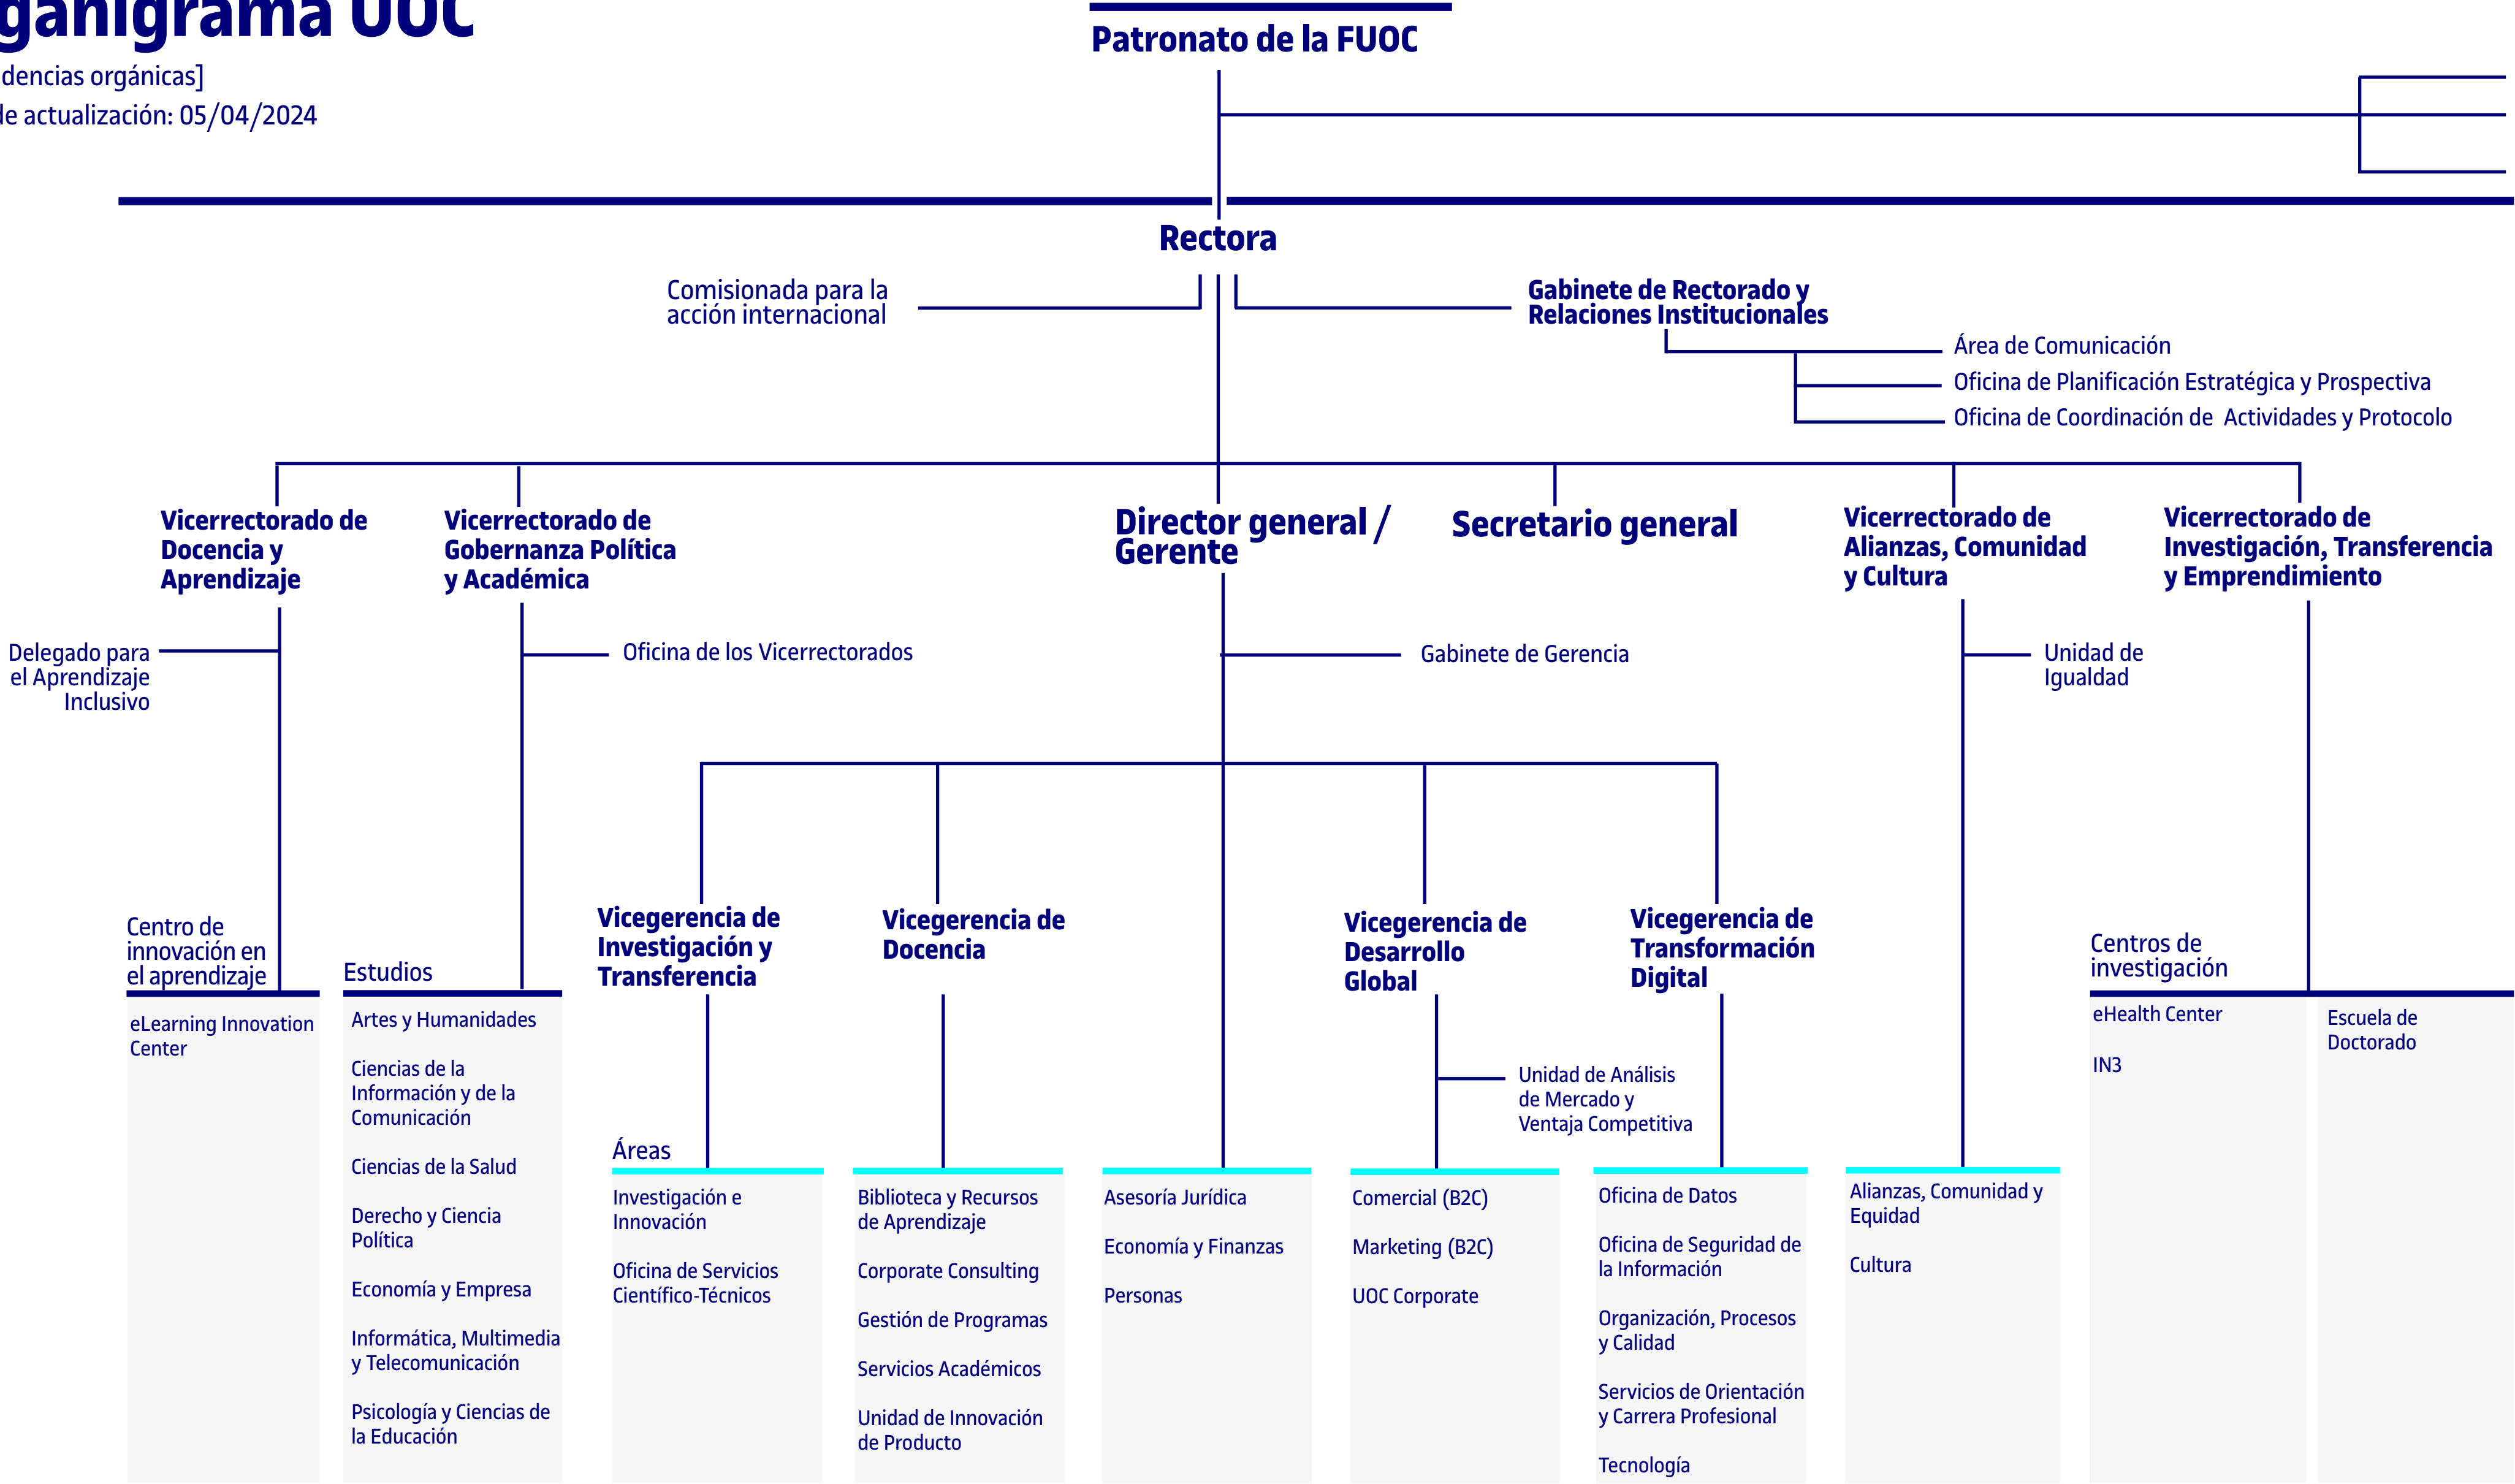 ganigrama UOC
dencias orgánicas]
de actualización: 05/04/2024
Patronato de la FUOC
Rectora
Comisionada para la
acción internacional
Gabinete de Rectorado y
Relaciones Institucionales
Área de Comunicación
Oficina de Planificación Estratégica y Prospectiva
Oficina de Coordinación de Actividades y Protocolo
Vicerrectorado de
Docencia y
Aprendizaje
Vicerrectorado de
Gobernanza Política
y Académica
Director general /
Gerente
Secretario general
Vicerrectorado de
Alianzas, Comunidad
y Cultura
Vicerrectorado de
Investigación, Transferencia
y Emprendimiento
Delegado para
el Aprendizaje
Inclusivo
Oficina de los Vicerrectorados
Gabinete de Gerencia
Unidad de
Igualdad
Vicegerencia de
Investigación y
Transferencia
Vicegerencia de
Docencia
Vicegerencia de
Desarrollo
Global
Vicegerencia de
Transformación
Digital
Centro de
innovación en
el aprendizaje
eLearning Innovation
Center
Estudios
Artes y Humanidades
Ciencias de la
Información y de la
Comunicación
Ciencias de la Salud
Derecho y Ciencia
Política
Economía y Empresa
Informática, Multimedia
y Telecomunicación
Psicología y Ciencias de
la Educación
Áreas
Investigación e
Innovación
Oficina de Servicios
Científico-Técnicos
Biblioteca y Recursos
de Aprendizaje
Corporate Consulting
Gestión de Programas
Servicios Académicos
Unidad de Innovación
de Producto
Asesoría Jurídica
Economía y Finanzas
Personas
Unidad de Análisis
de Mercado y
Ventaja Competitiva
Comercial (B2C)
Marketing (B2C)
UOC Corporate
Oficina de Datos
Oficina de Seguridad de
la Información
Organización, Procesos
y Calidad
Servicios de Orientación
y Carrera Profesional
Tecnología
Alianzas, Comunidad y
Equidad
Cultura
Centros de
investigación
eHealth Center
IN3
Escuela de
Doctorado